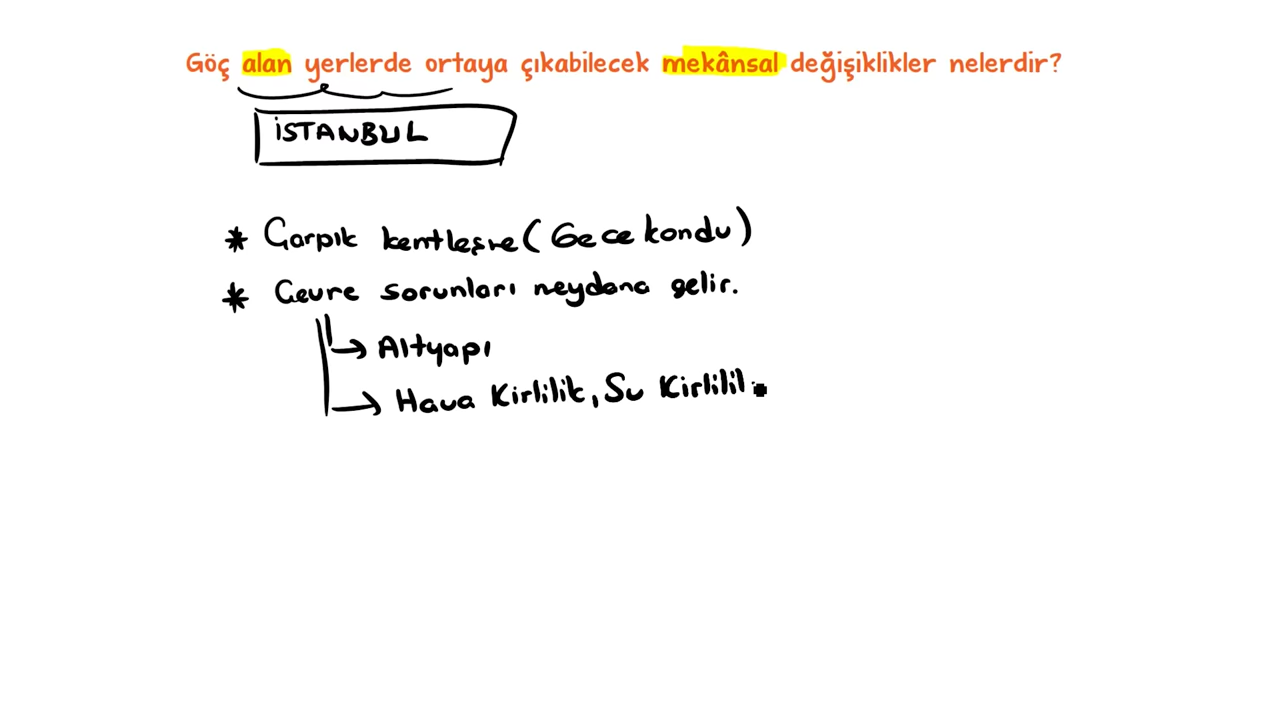 Göç alan yerlerde ortaya çıkabilecek mekânsal değişiklikler nelerdir?
İSTANBUL
* Çarpık kentleşme (Gecekondu)
* Çevre sorunları meydana gelir.
→ Altyapı
→ Hava Kirlilik, Su Kirlilil